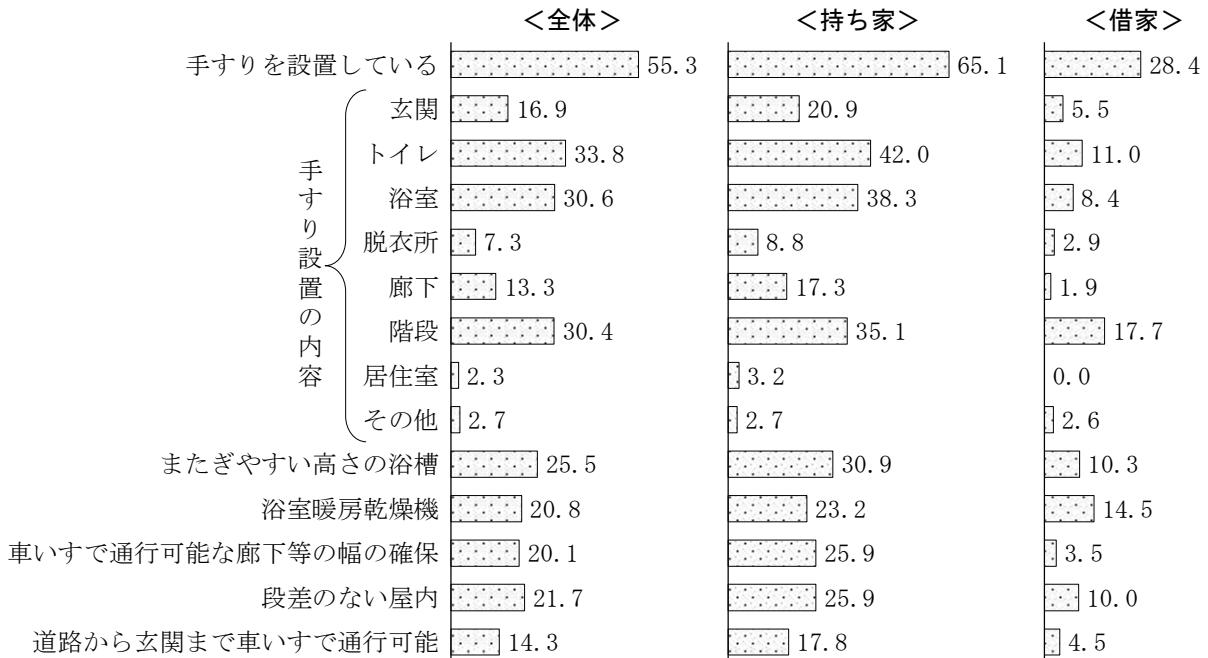 ＜全体＞ ＜持ち家＞ ＜借家＞
手すりを設置している 55.3 65.1 28.4
手すり設置の内容
玄関 16.9 20.9 5.5
トイレ 33.8 42.0 11.0
浴室 30.6 38.3 8.4
脱衣所 7.3 8.8 2.9
廊下 13.3 17.3 1.9
階段 30.4 35.1 17.7
居住室 2.3 3.2 0.0
その他 2.7 2.7 2.6
またぎやすい高さの浴槽 25.5 30.9 10.3
浴室暖房乾燥機 20.8 23.2 14.5
車いすで通行可能な廊下等の幅の確保 20.1 25.9 3.5
段差のない屋内 21.7 25.9 10.0
道路から玄関まで車いすで通行可能 14.3 17.8 4.5